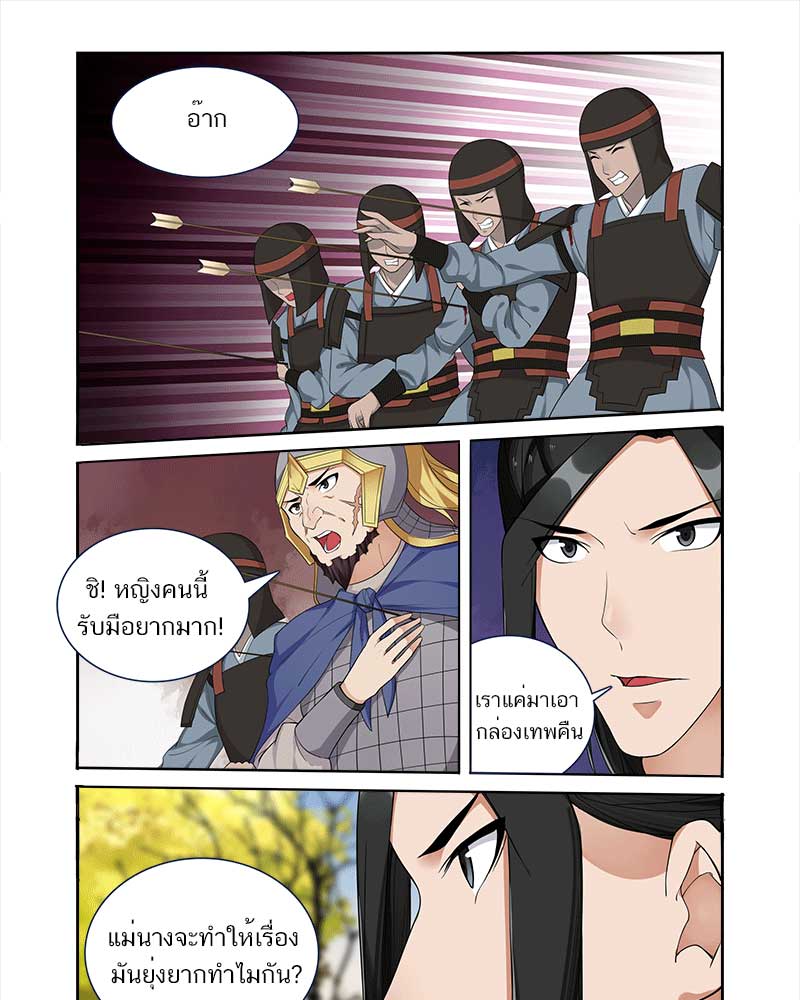 อ๊าก
ชิ! หญิงคนนี้
รับมือยากมาก!
เราแค่มาเอา
กล่องเทพคืน
แม่นางจะทำให้เรื่อง
มันยุ่งยากทำไมกัน?